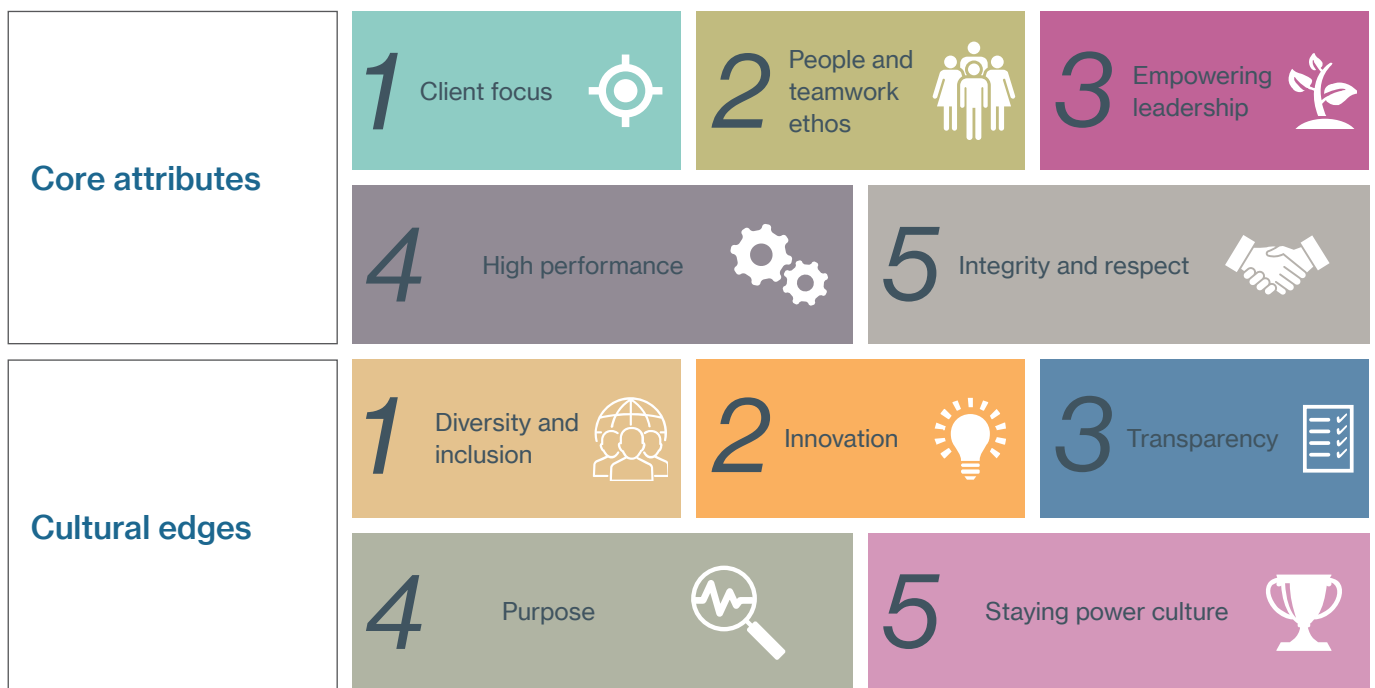 Core attributes
1
Client focus
2
People and
teamwork
ethos
3
Empowering
leadership
4
High performance
5
Integrity and respect
Cultural edges
1
Diversity and
inclusion
2
Innovation
3
Transparency
4
Purpose
5
Staying power culture